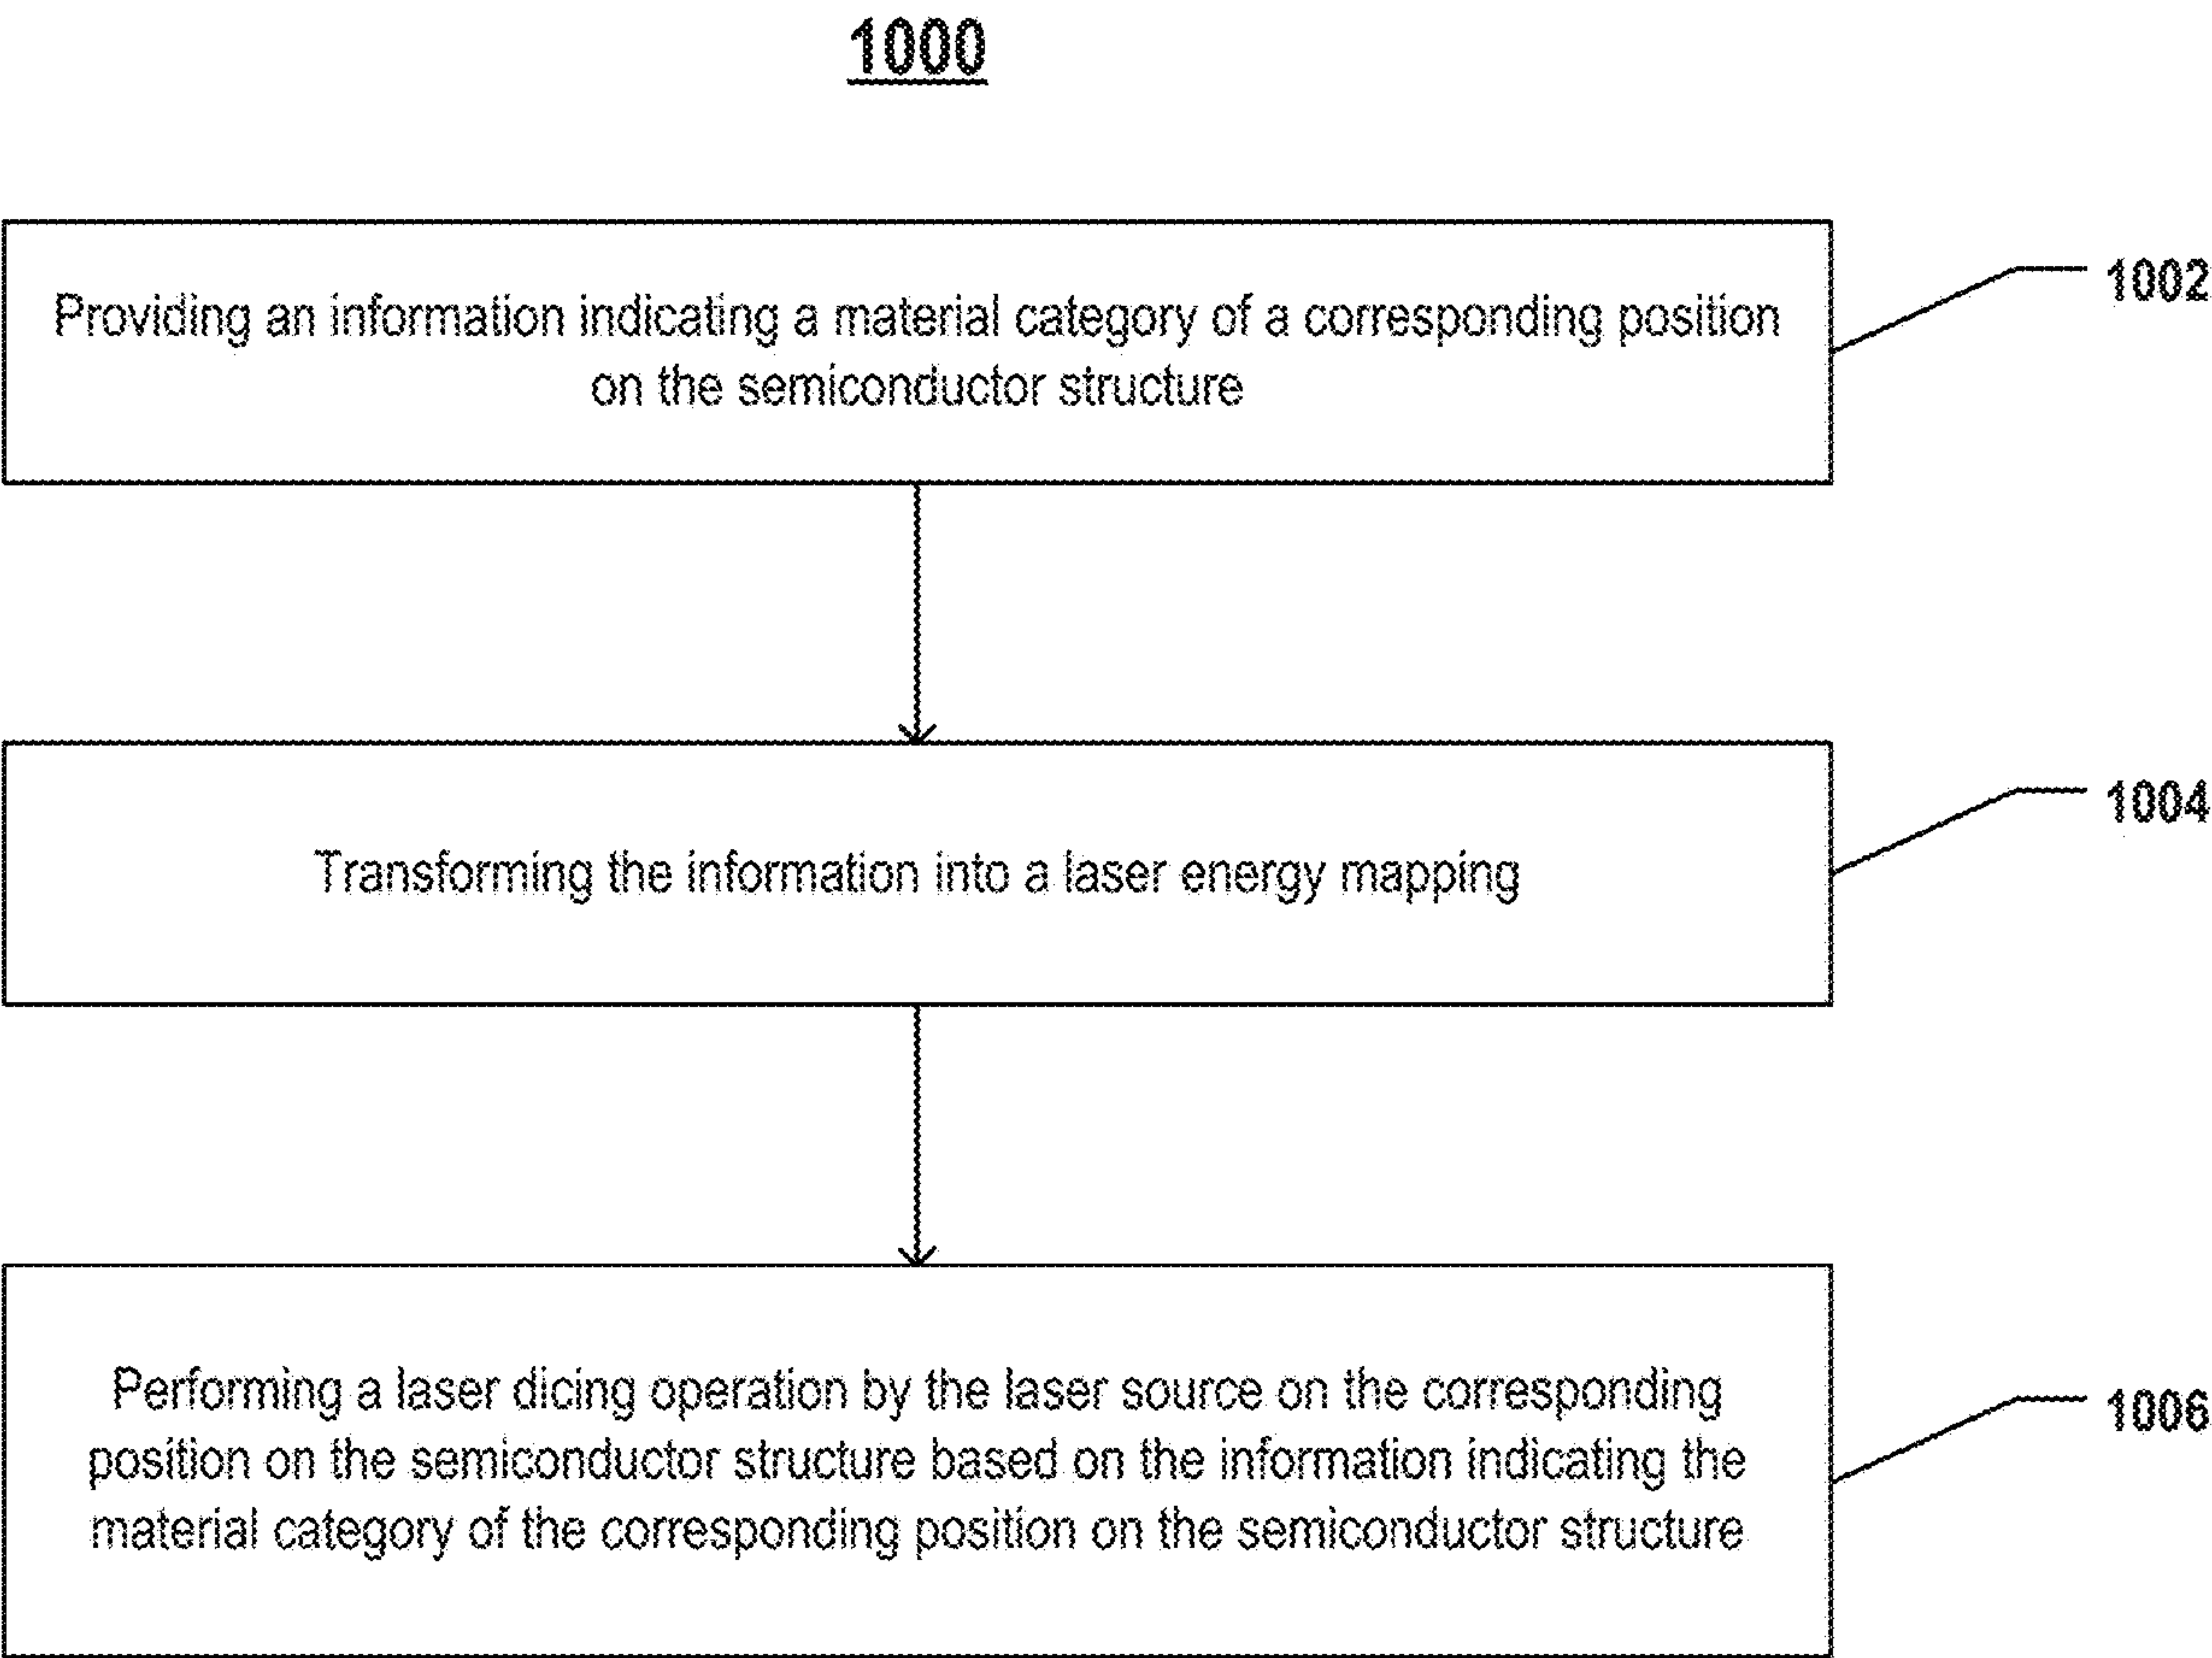 1000
Providing an information indicating a material category of a corresponding position
on the semiconductor structure
1002
Transforming the information into a laser energy mapping
1004
Performing a laser dicing operation by the laser source on the corresponding
position on the semiconductor structure based on the information indicating the
material category of the corresponding position on the semiconductor structure
1006